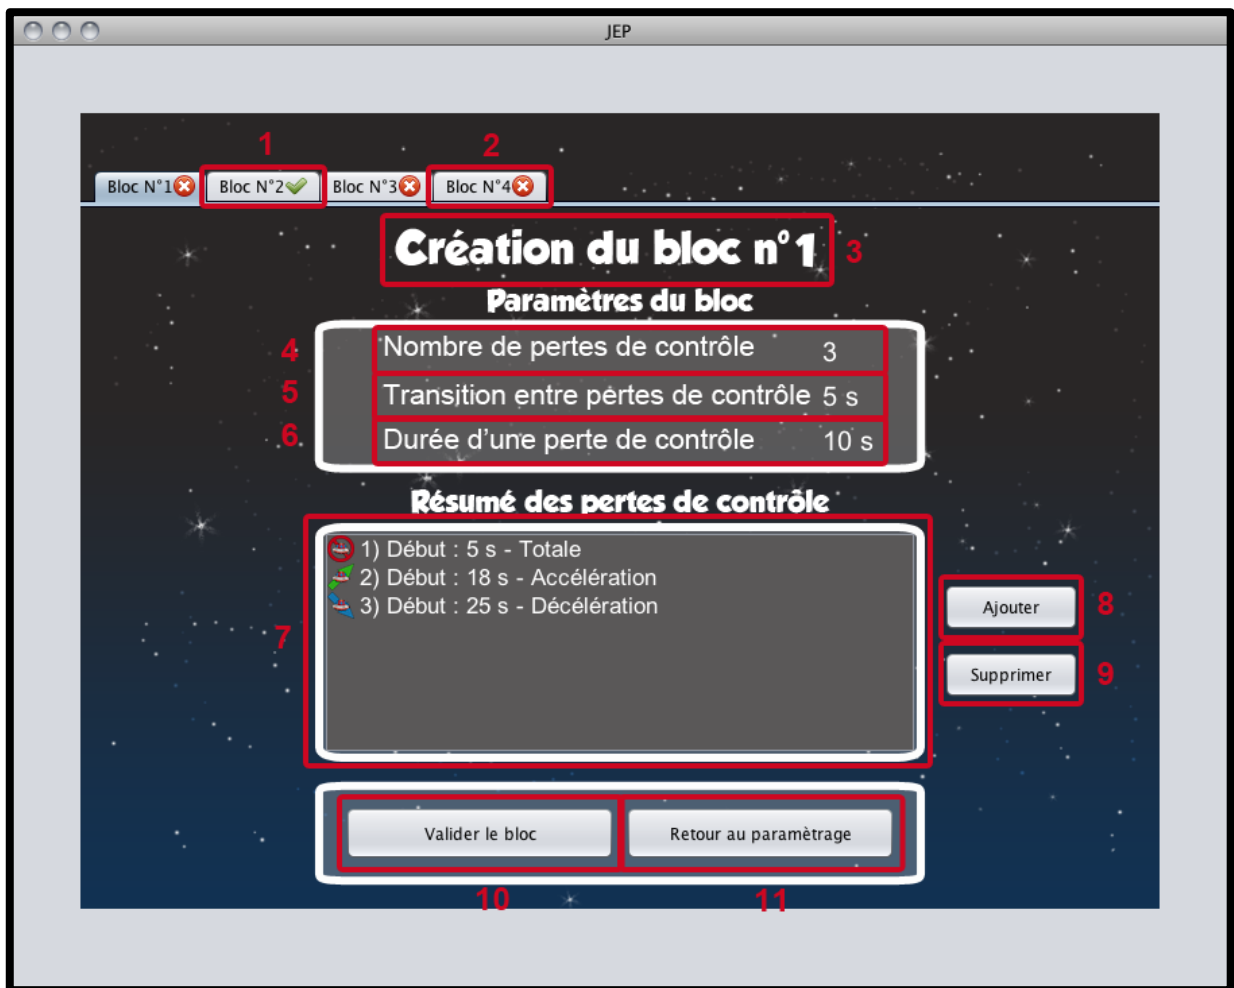 JEP
1 2
Bloc N°1 Bloc N°2 Bloc N°3 Bloc N°4
Création du bloc n°1 3
Paramètres du bloc
4 Nombre de pertes de contrôle 3
5 Transition entre pertes de contrôle 5 s
6 Durée d'une perte de contrôle 10 s
Résumé des pertes de contrôle
1) Début : 5 s - Totale
2) Début : 18 s - Accélération
3) Début : 25 s - Décélération
7
Ajouter 8
Supprimer 9
Valider le bloc Retour au paramètrage
10 11